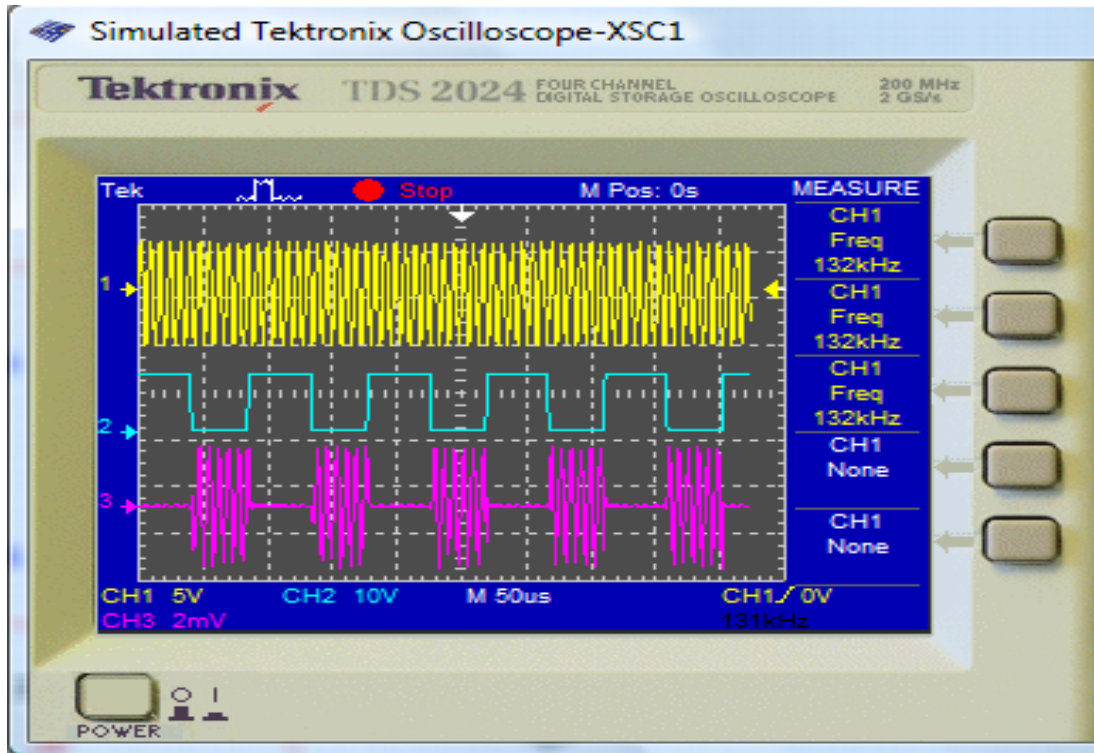 Simulated Tektronix Oscilloscope-XSC1
Tektronix TDS 2024 FOUR CHANNEL
DIGITAL STORAGE OSCILLOSCOPE
200 MHz
2 GS/s
Tek Stop M Pos: 0s MEASURE
CH1
Freq
132kHz
CH1
Freq
132kHz
CH1
Freq
132kHz
CH1
None
CH1
None
1
2
3
CH1 5V CH2 10V M 50us CH1/ 0V
CH3 2mV 131kHz
POWER